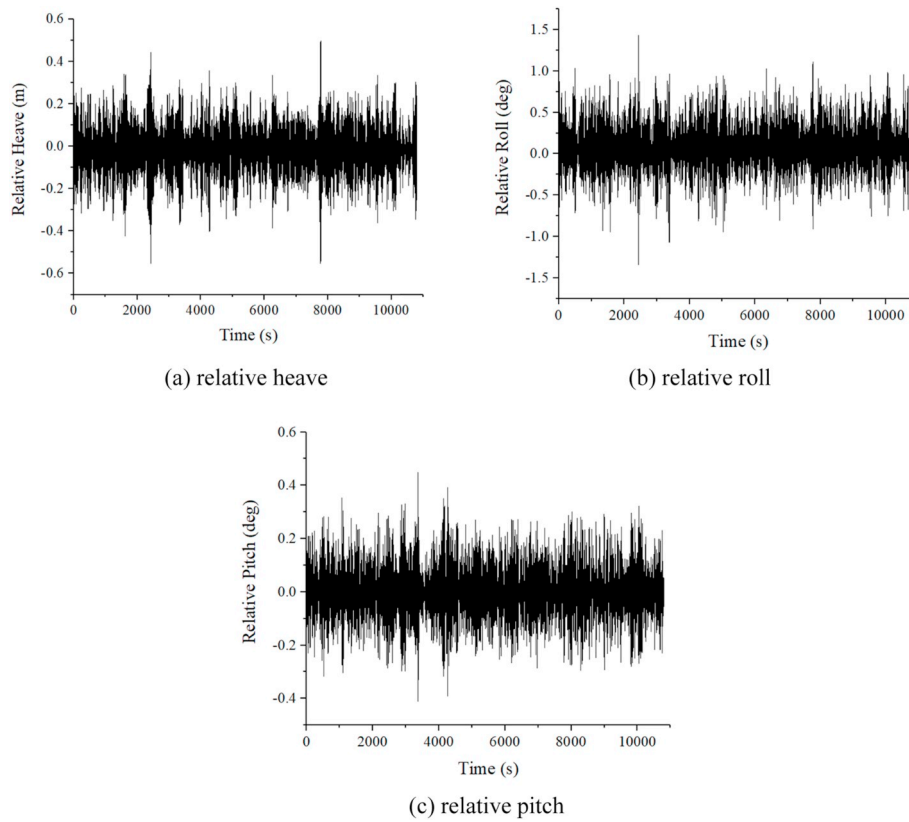 0.6
0.4
0.2
0.0
-0.2
-0.4
-0.6
Relative Heave (m)
0 2000 4000 6000 8000 10000
Time (s)
(a) relative heave
1.5
1.0
0.5
0.0
-0.5
-1.0
-1.5
Relative Roll (deg)
0 2000 4000 6000 8000 10000
Time (s)
(b) relative roll
0.6
0.4
0.2
0.0
-0.2
-0.4
Relative Pitch (deg)
0 2000 4000 6000 8000 10000
Time (s)
(c) relative pitch